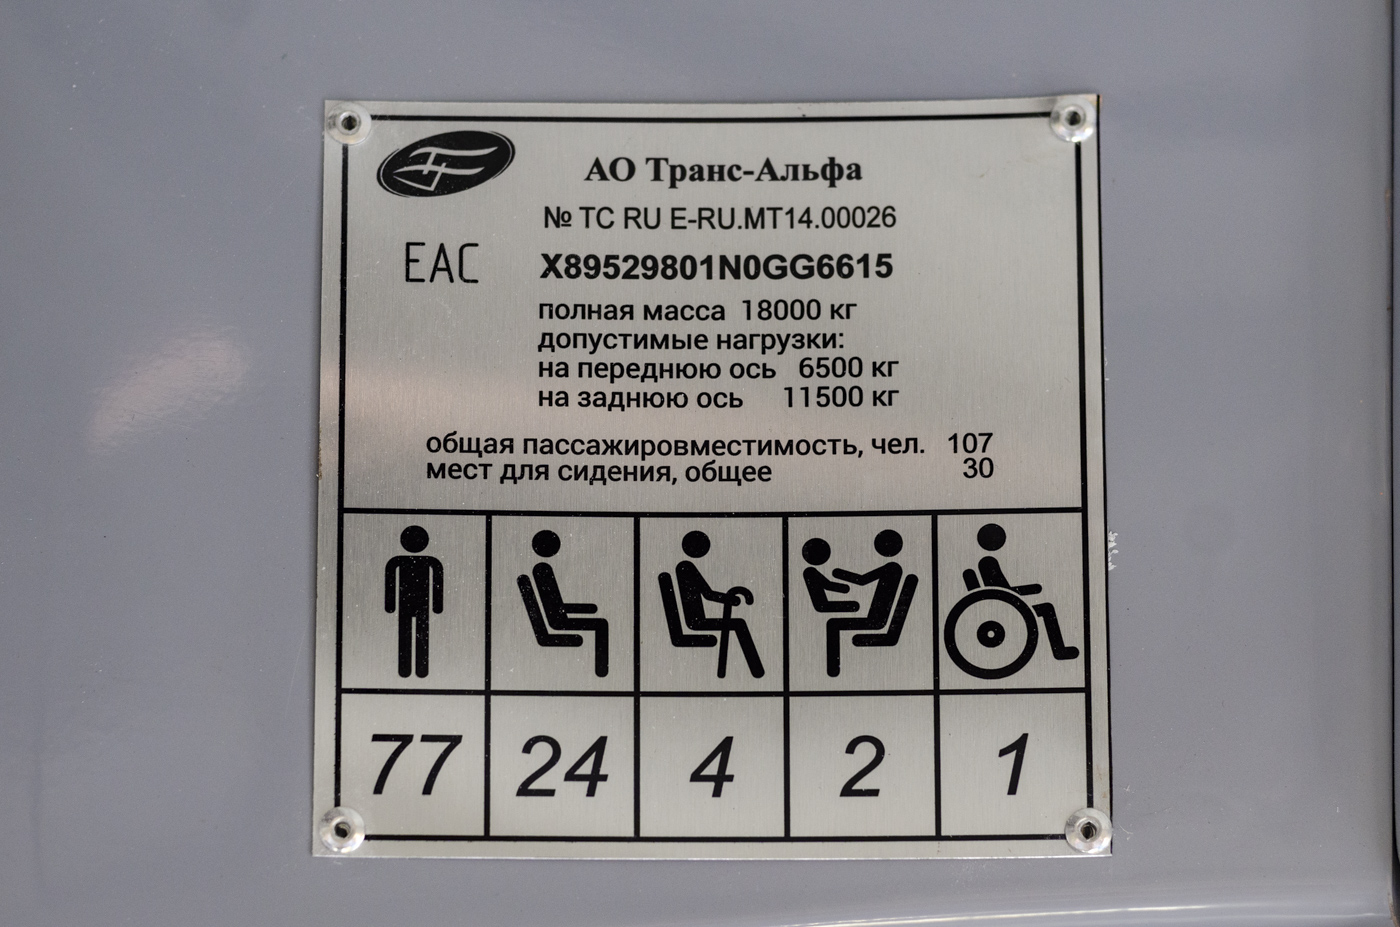 АО Транс-Альфа
№ ТС RU E-RU.MT14.00026
EAC
X89529801N0GG6615
полная масса 18000 кг
допустимые нагрузки:
на переднюю ось 6500 кг
на заднюю ось 11500 кг
общая пассажировместимость, чел. 107
мест для сидения, общее 30
77 24 4 2 1